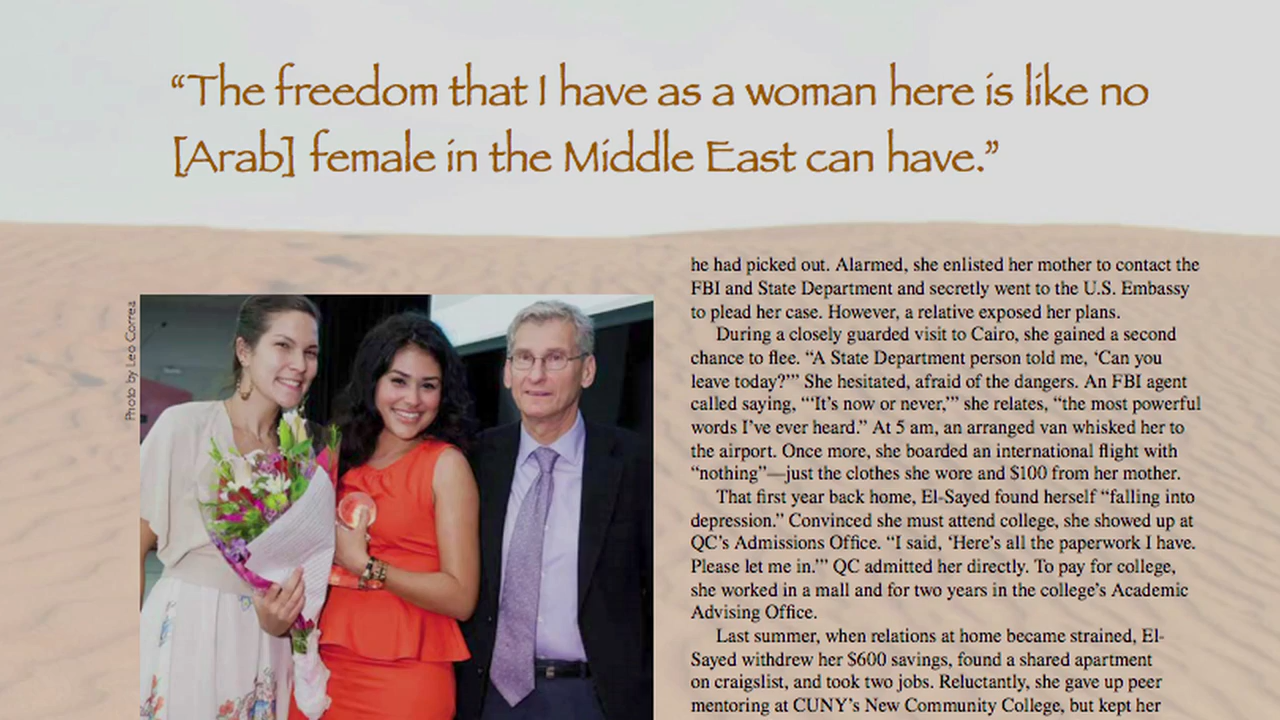 “The freedom that I have as a woman here is like no
[Arab] female in the Middle East can have.”
Photo by Leo Correa
he had picked out. Alarmed, she enlisted her mother to contact the
FBI and State Department and secretly went to the U.S. Embassy
to plead her case. However, a relative exposed her plans.
During a closely guarded visit to Cairo, she gained a second
chance to flee. “A State Department person told me, ‘Can you
leave today?’” She hesitated, afraid of the dangers. An FBI agent
called saying, “‘It’s now or never,’” she relates, “the most powerful
words I’ve ever heard.” At 5 am, an arranged van whisked her to
the airport. Once more, she boarded an international flight with
“nothing”—just the clothes she wore and $100 from her mother.
That first year back home, El-Sayed found herself “falling into
depression.” Convinced she must attend college, she showed up at
QC’s Admissions Office. “I said, ‘Here’s all the paperwork I have.
Please let me in.’” QC admitted her directly. To pay for college,
she worked in a mall and for two years in the college’s Academic
Advising Office.
Last summer, when relations at home became strained, El-
Sayed withdrew her $600 savings, found a shared apartment
on craigslist, and took two jobs. Reluctantly, she gave up peer
mentoring at CUNY’s New Community College, but kept her